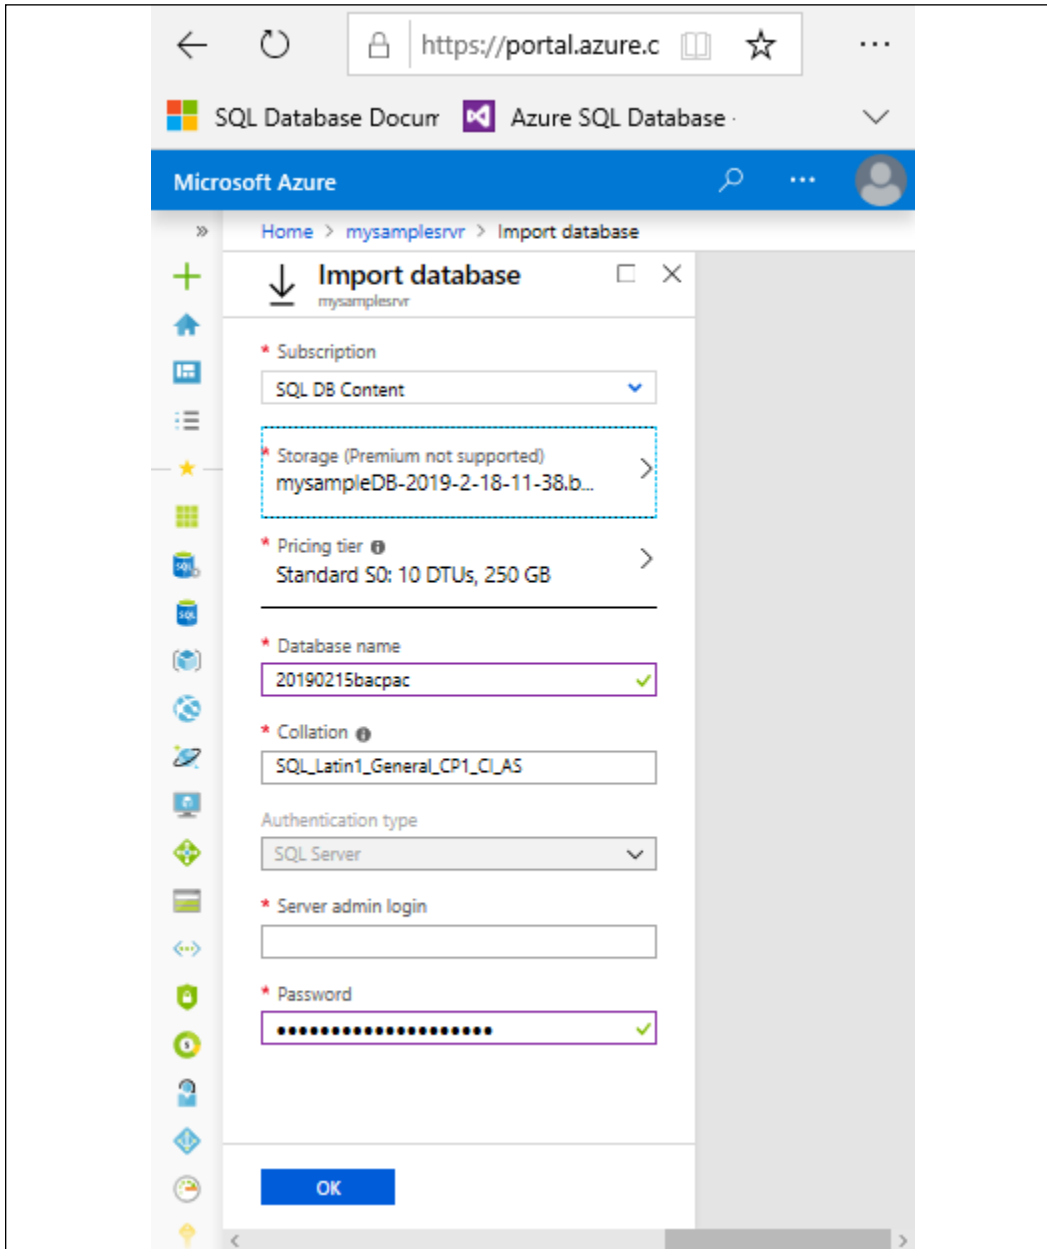 https://portal.azure.c
SQL Database Docum
Azure SQL Database ·
Microsoft Azure
Home > mysamplesrvr > Import database
Import database
mysamplesrvr
* Subscription
SQL DB Content
* Storage (Premium not supported)
mysampleDB-2019-2-18-11-38.b...
* Pricing tier
Standard S0: 10 DTUs, 250 GB
* Database name
20190215bacpac
* Collation
SQL_Latin1_General_CP1_CI_AS
Authentication type
SQL Server
* Server admin login
* Password
••••••••••••••••••••
OK